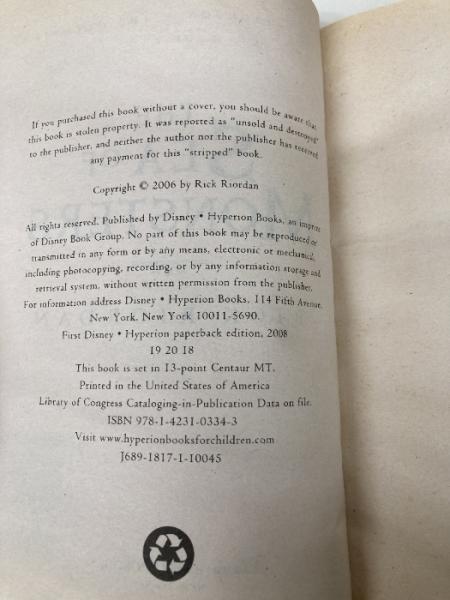 If you purchased this book without a cover, you should be aware that
this book is stolen property. It was reported as "unsold and destroyed"
to the publisher, and neither the author nor the publisher has received
any payment for this "stripped" book.
Copyright © 2006 by Rick Riordan
All rights reserved. Published by Disney • Hyperion Books, an imprint
of Disney Book Group. No part of this book may be reproduced or
transmitted in any form or by any means, electronic or mechanical,
including photocopying, recording, or by any information storage and
retrieval system, without written permission from the publisher.
For information address Disney • Hyperion Books, 114 Fifth Avenue,
New York, New York 10011-5690.
First Disney • Hyperion paperback edition, 2008
19 20 18
This book is set in 13-point Centaur MT.
Printed in the United States of America
Library of Congress Cataloging-in-Publication Data on file.
ISBN 978-1-4231-0334-3
Visit www.hyperionbooksforchildren.com
J689-1817-1-10045